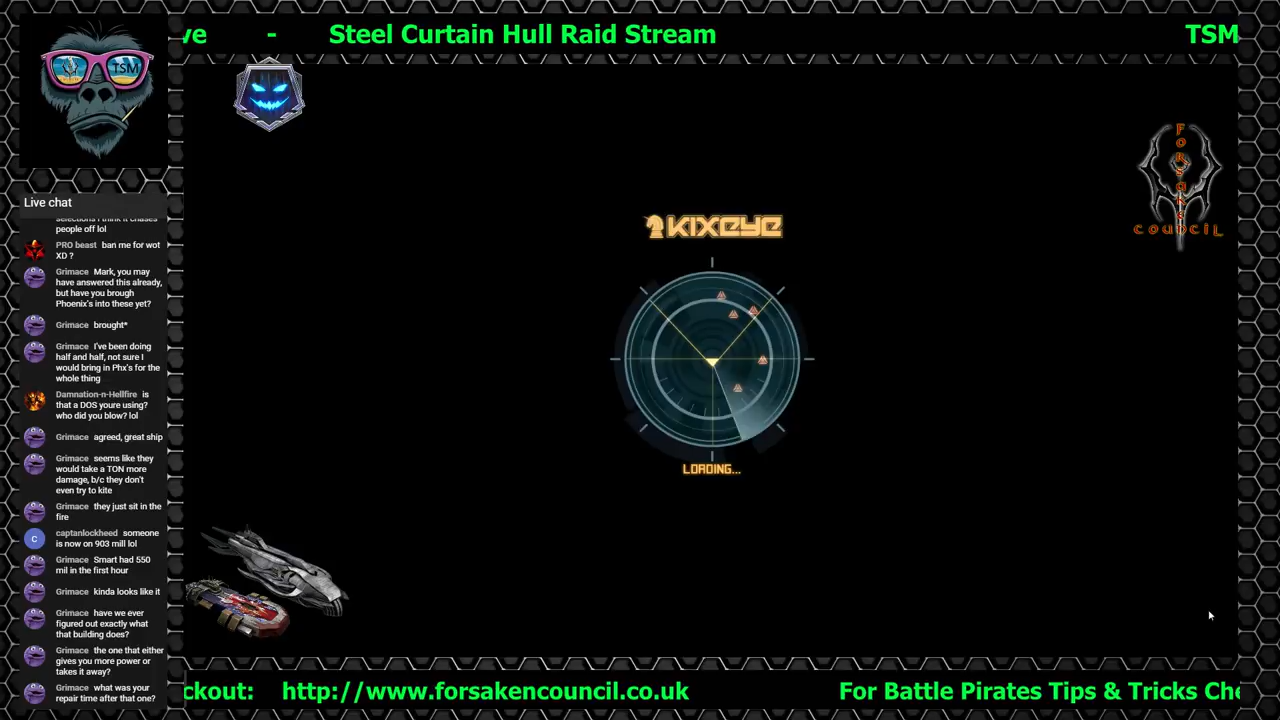 ve - Steel Curtain Hull Raid Stream TSM
TSM
Live chat
selections I think it chases
people off lol
PRO beast ban me for wot
XD ?
Grimace Mark, you may
have answered this already,
but have you brough
Phoenix's into these yet?
Grimace brought*
Grimace I've been doing
half and half, not sure I
would bring in Phx's for the
whole thing
Damnation-n-Hellfire is
that a DOS youre using?
who did you blow? lol
Grimace agreed, great ship
Grimace seems like they
would take a TON more
damage, b/c they don't
even try to kite
Grimace they just sit in the
fire
C
captanlockheed someone
is now on 903 mill lol
Grimace Smart had 550
mil in the first hour
Grimace kinda looks like it
Grimace have we ever
figured out exactly what
that building does?
Grimace the one that either
gives you more power or
takes it away?
Grimace what was your
repair time after that one?
KIXEYE
LOADING...
Forsaken
COUNCIL
ckout: http://www.forsakencouncil.co.uk For Battle Pirates Tips & Tricks Che